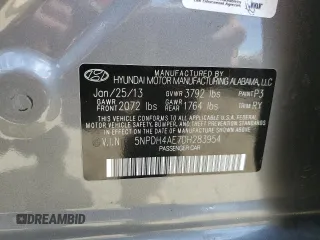 MANUFACTURED BY
HYUNDAI MOTOR MANUFACTURING ALABAMA, LLC
Jan/25/13 GVWR 3792 lbs PAINT P3
GAWR FRONT 2072 lbs GAWR REAR 1764 lbs TRIM RY
THIS VEHICLE CONFORMS TO ALL APPLICABLE
U.S. FEDERAL MOTOR VEHICLE SAFETY, BUMPER, AND
THEFT PREVENTION STANDARDS IN EFFECT ON THE
DATE OF MANUFACTURE SHOWN ABOVE.
V.I.N 5NPDH4AE7DH283954
PASSENGER CAR
© DREAMBID